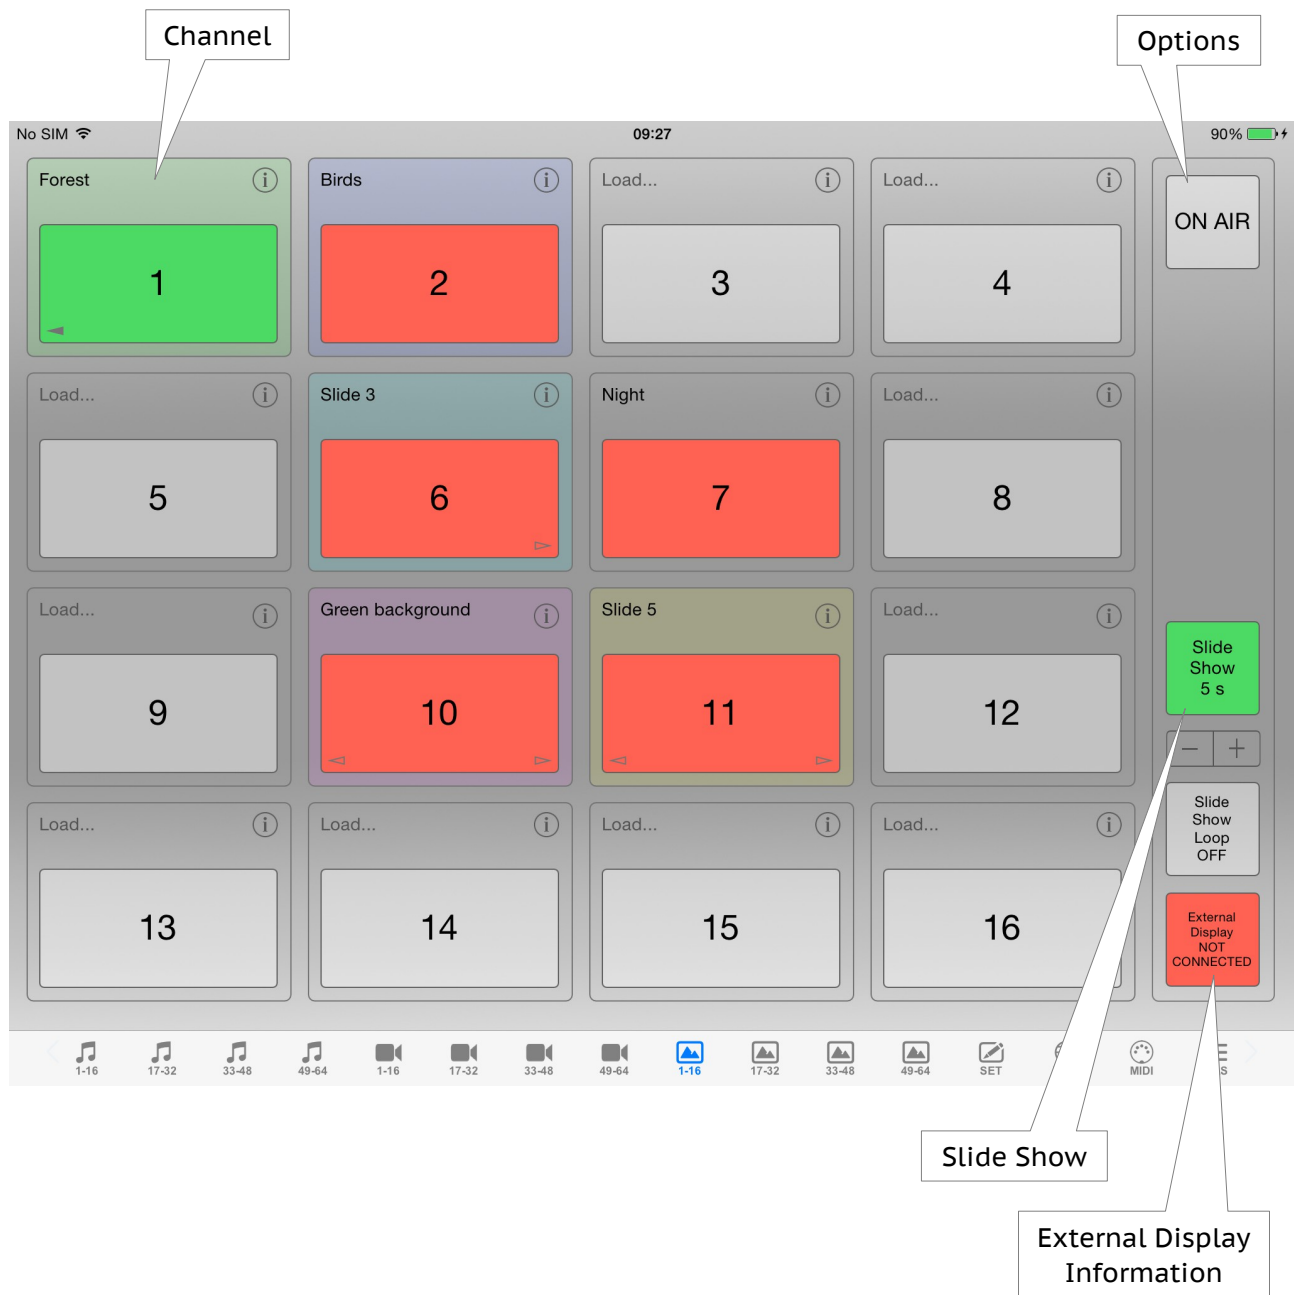 Channel
Options
No SIM
09:27
90%
Forest
Birds
Load...
Load...
ON AIR
1
2
3
4
Load...
Slide 3
Night
Load...
5
6
7
8
Load...
Green background
Slide 5
Load...
Slide
Show
5 s
9
10
11
12
− +
Slide
Show
Loop
OFF
Load...
Load...
Load...
Load...
13
14
15
16
External
Display
NOT
CONNECTED
1-16
17-32
33-48
49-64
1-16
17-32
33-48
49-64
1-16
17-32
33-48
49-64
SET
MIDI
S
Slide Show
External Display
Information